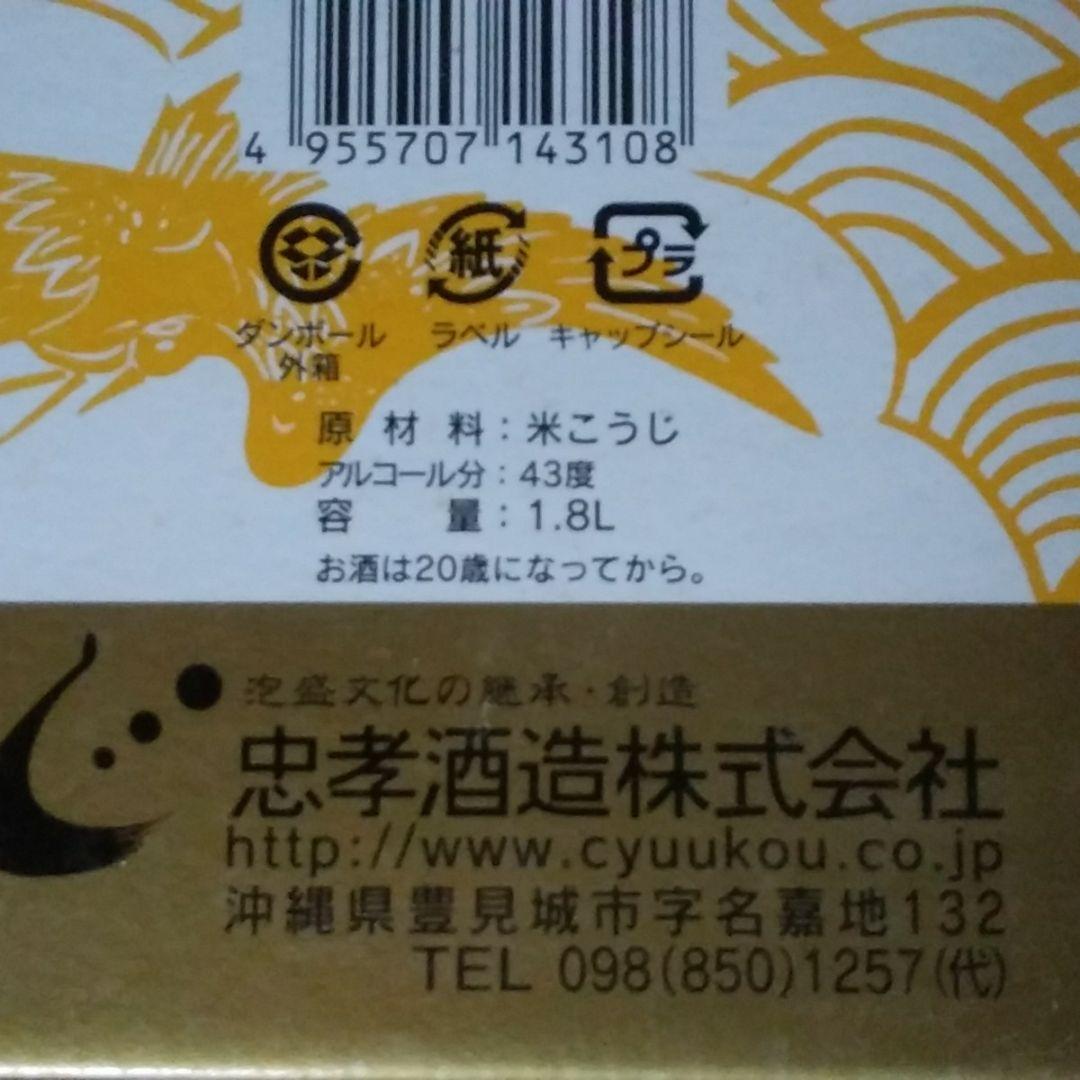 4 955707 143108
紙 プラ
ダンボール ラベル キャップシール
外箱
原材料：米こうじ
アルコール分：43度
容量：1.8L
お酒は20歳になってから。
泡盛文化の継承・創造
忠孝酒造株式会社
http://www.cyuukou.co.jp
沖縄県豊見城市字名嘉地132
TEL 098(850)1257(代)